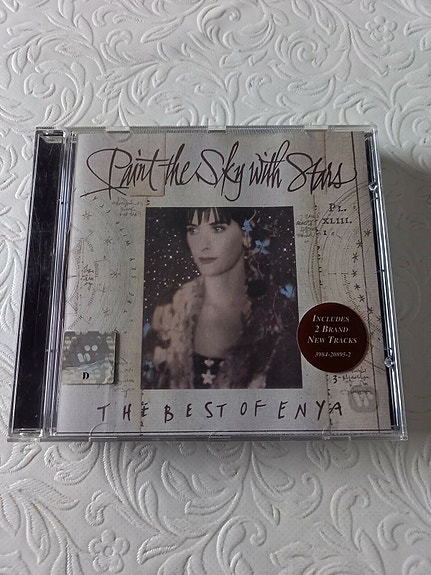 Paint the Sky with Stars
PL.
XLIII.
INCLUDES
2 BRAND
NEW TRACKS
3984-20895-2
D
THE BEST OF ENYA